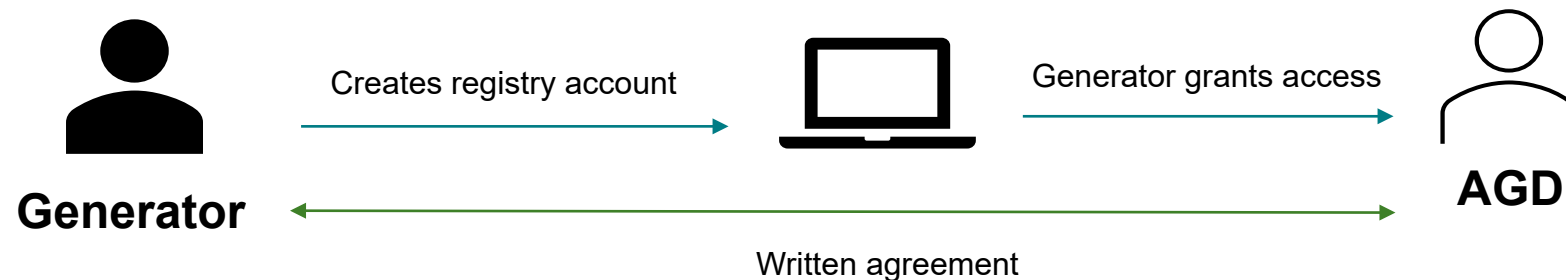 Creates registry account
Generator grants access
Generator
AGD
Written agreement